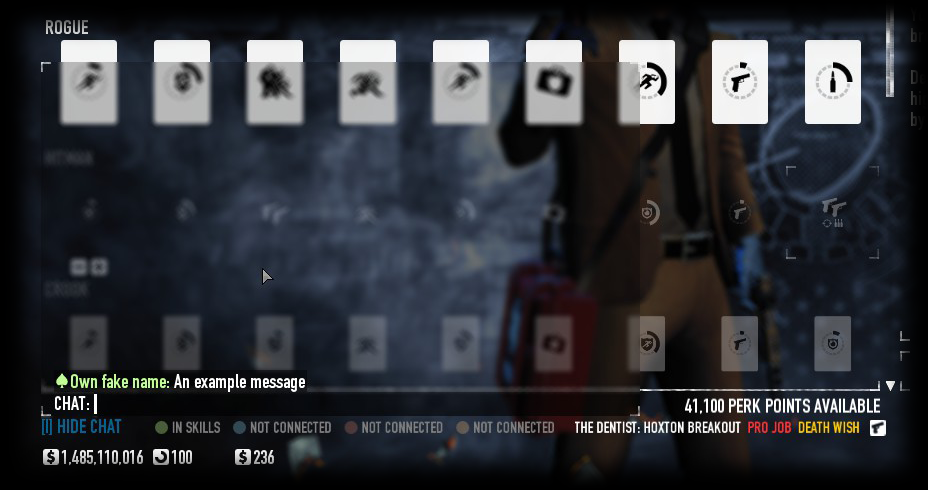 ROGUE
HITMAN
CROOK
♠Own fake name: An example message
CHAT:
41,100 PERK POINTS AVAILABLE
[I] HIDE CHAT IN SKILLS NOT CONNECTED NOT CONNECTED NOT CONNECTED THE DENTIST: HOXTON BREAKOUT PRO JOB DEATH WISH
$1,485,110,016 100 $236